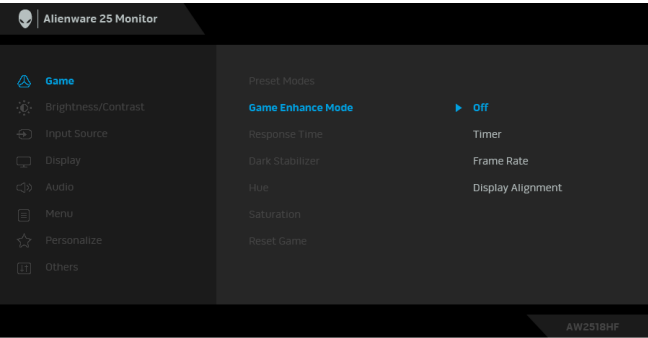 Alienware 25 Monitor
Game
Preset Modes
Brightness/Contrast
Game Enhance Mode
Off
Input Source
Response Time
Timer
Display
Dark Stabilizer
Frame Rate
Audio
Hue
Display Alignment
Menu
Saturation
Personalize
Reset Game
Others
AW2518HF